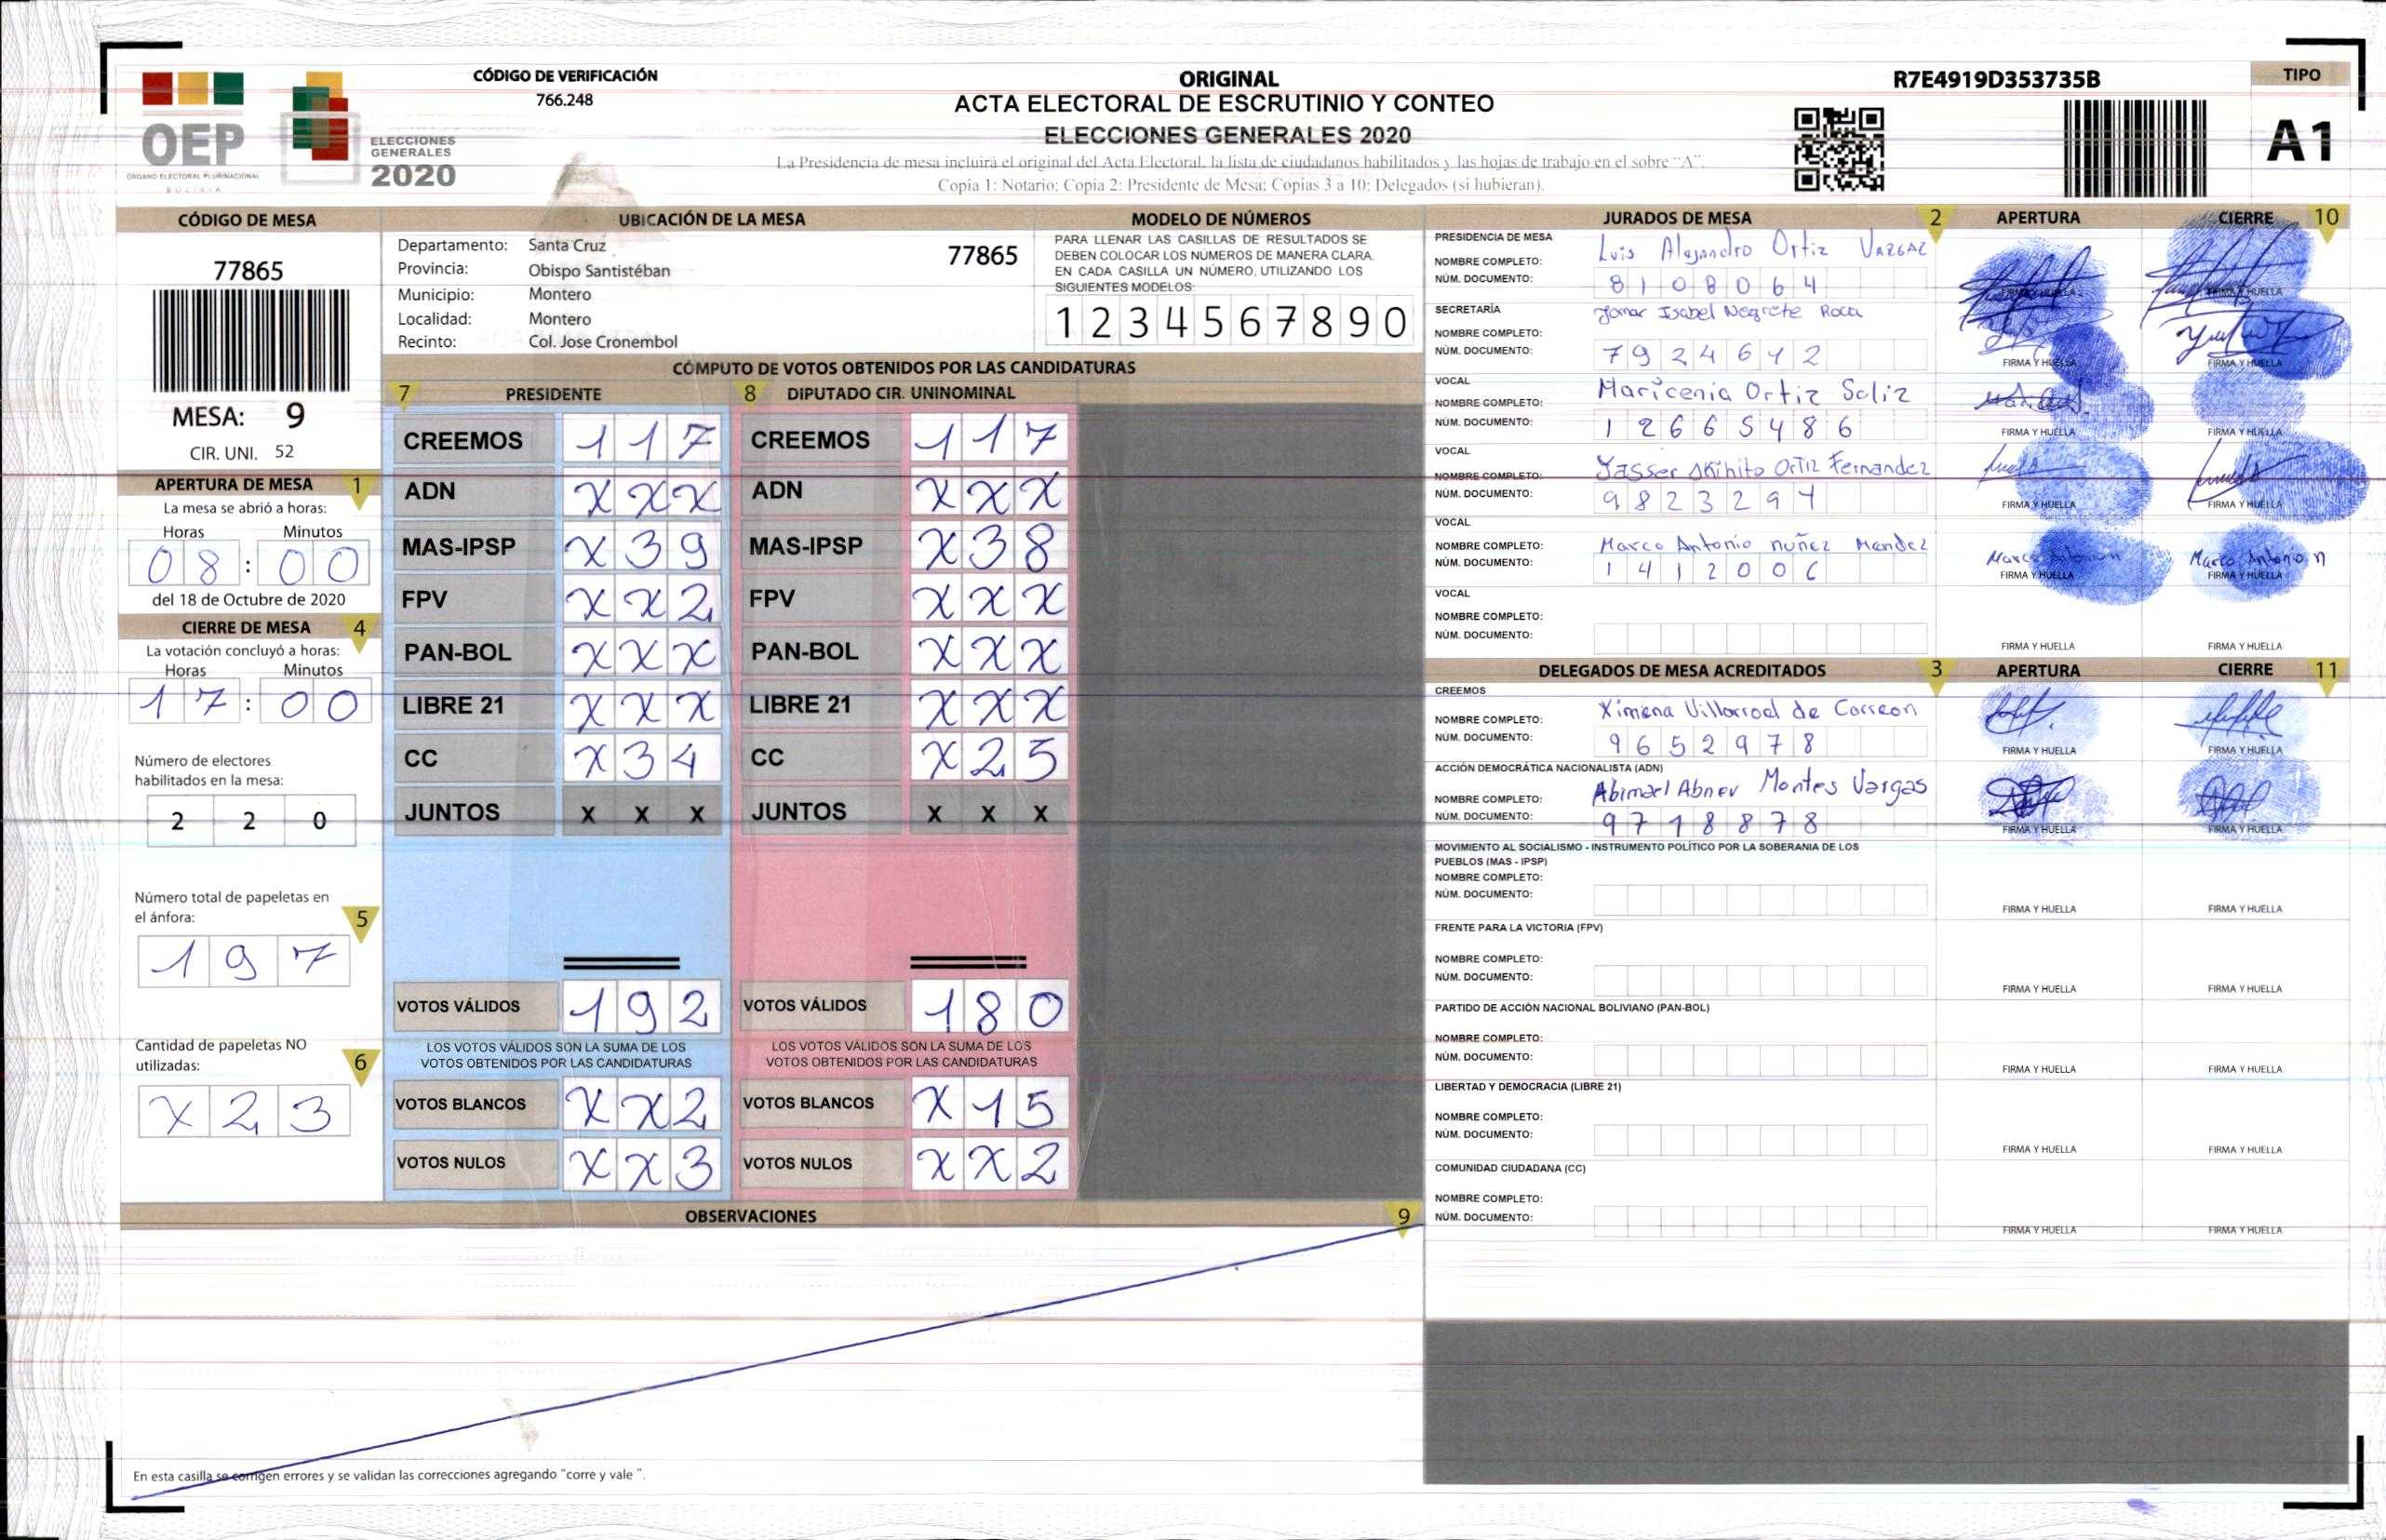 CÓDIGO DE VERIFICACIÓN
766.248
OEP
ÓRGANO ELECTORAL PLURINACIONAL
BOLIVIA
ELECCIONES
GENERALES
2020
ORIGINAL
ACTA ELECTORAL DE ESCRUTINIO Y CONTEO
ELECCIONES GENERALES 2020
La Presidencia de mesa incluirá el original del Acta Electoral, la lista de ciudadanos habilitados y las hojas de trabajo en el sobre "A".
Copia 1: Notario; Copia 2: Presidente de Mesa; Copias 3 a 10: Delegados (si hubieran).
R7E4919D353735B
TIPO
A1
CÓDIGO DE MESA
77865
MESA: 9
CIR. UNI. 52
APERTURA DE MESA 1
La mesa se abrió a horas:
Horas Minutos
08:00
del 18 de Octubre de 2020
CIERRE DE MESA 4
La votación concluyó a horas:
Horas Minutos
17:00
Número de electores
habilitados en la mesa:
2 2 0
Número total de papeletas en
el ánfora: 5
1 9 7
Cantidad de papeletas NO
utilizadas: 6
X 2 3
UBICACIÓN DE LA MESA
Departamento: Santa Cruz
77865
Provincia: Obispo Santistéban
Municipio: Montero
Localidad: Montero
Recinto: Col. Jose Cronembol
MODELO DE NÚMEROS
PARA LLENAR LAS CASILLAS DE RESULTADOS SE
DEBEN COLOCAR LOS NÚMEROS DE MANERA CLARA.
EN CADA CASILLA UN NÚMERO, UTILIZANDO LOS
SIGUIENTES MODELOS:
1 2 3 4 5 6 7 8 9 0
CÓMPUTO DE VOTOS OBTENIDOS POR LAS CANDIDATURAS
7 PRESIDENTE 8 DIPUTADO CIR. UNINOMINAL
CREEMOS 1 1 7 CREEMOS 1 1 7
ADN X X X ADN X X X
MAS-IPSP X 3 9 MAS-IPSP X 3 8
FPV X X 2 FPV X X X
PAN-BOL X X X PAN-BOL X X X
LIBRE 21 X X X LIBRE 21 X X X
CC X 3 4 CC X 2 5
JUNTOS X X X JUNTOS X X X
VOTOS VÁLIDOS 1 9 2 VOTOS VÁLIDOS 1 8 0
LOS VOTOS VÁLIDOS SON LA SUMA DE LOS LOS VOTOS VÁLIDOS SON LA SUMA DE LOS
VOTOS OBTENIDOS POR LAS CANDIDATURAS VOTOS OBTENIDOS POR LAS CANDIDATURAS
VOTOS BLANCOS X X 2 VOTOS BLANCOS X 1 5
VOTOS NULOS X X 3 VOTOS NULOS X X 2
OBSERVACIONES 9
En esta casilla se corrigen errores y se validan las correcciones agregando "corre y vale ".
JURADOS DE MESA 2 APERTURA CIERRE 10
PRESIDENCIA DE MESA
NOMBRE COMPLETO: Luis Alejandro Ortiz VARGAZ
NÚM. DOCUMENTO: 8 1 0 8 0 6 4
FIRMA Y HUELLA FIRMA Y HUELLA
SECRETARÍA
NOMBRE COMPLETO: Isabel Negrete Roca
NÚM. DOCUMENTO: 7 9 2 4 6 4 2
FIRMA Y HUELLA FIRMA Y HUELLA
VOCAL
NOMBRE COMPLETO: Maricenia Ortiz Soliz
NÚM. DOCUMENTO: 1 2 6 6 5 4 8 6
FIRMA Y HUELLA FIRMA Y HUELLA
VOCAL
NOMBRE COMPLETO: Yasser Akihito Ortiz Fernandez
NÚM. DOCUMENTO: 9 8 2 3 2 9 4
FIRMA Y HUELLA FIRMA Y HUELLA
VOCAL
NOMBRE COMPLETO: Marco Antonio nuñez Mendez
NÚM. DOCUMENTO: 1 4 1 2 0 0 6
Marco Antonio n Marco Antonio n
FIRMA Y HUELLA FIRMA Y HUELLA
VOCAL
NOMBRE COMPLETO:
NÚM. DOCUMENTO:
FIRMA Y HUELLA FIRMA Y HUELLA
DELEGADOS DE MESA ACREDITADOS 3 APERTURA CIERRE 11
CREEMOS
NOMBRE COMPLETO: Ximena Villarroel de Carreon
NÚM. DOCUMENTO: 9 6 5 2 9 7 8
FIRMA Y HUELLA FIRMA Y HUELLA
ACCIÓN DEMOCRÁTICA NACIONALISTA (ADN)
NOMBRE COMPLETO: Abimael Abner Montes Vargas
NÚM. DOCUMENTO: 9 7 1 8 8 7 8
FIRMA Y HUELLA FIRMA Y HUELLA
MOVIMIENTO AL SOCIALISMO - INSTRUMENTO POLÍTICO POR LA SOBERANIA DE LOS
PUEBLOS (MAS - IPSP)
NOMBRE COMPLETO:
NÚM. DOCUMENTO:
FIRMA Y HUELLA FIRMA Y HUELLA
FRENTE PARA LA VICTORIA (FPV)
NOMBRE COMPLETO:
NÚM. DOCUMENTO:
FIRMA Y HUELLA FIRMA Y HUELLA
PARTIDO DE ACCIÓN NACIONAL BOLIVIANO (PAN-BOL)
NOMBRE COMPLETO:
NÚM. DOCUMENTO:
FIRMA Y HUELLA FIRMA Y HUELLA
LIBERTAD Y DEMOCRACIA (LIBRE 21)
NOMBRE COMPLETO:
NÚM. DOCUMENTO:
FIRMA Y HUELLA FIRMA Y HUELLA
COMUNIDAD CIUDADANA (CC)
NOMBRE COMPLETO:
NÚM. DOCUMENTO:
FIRMA Y HUELLA FIRMA Y HUELLA